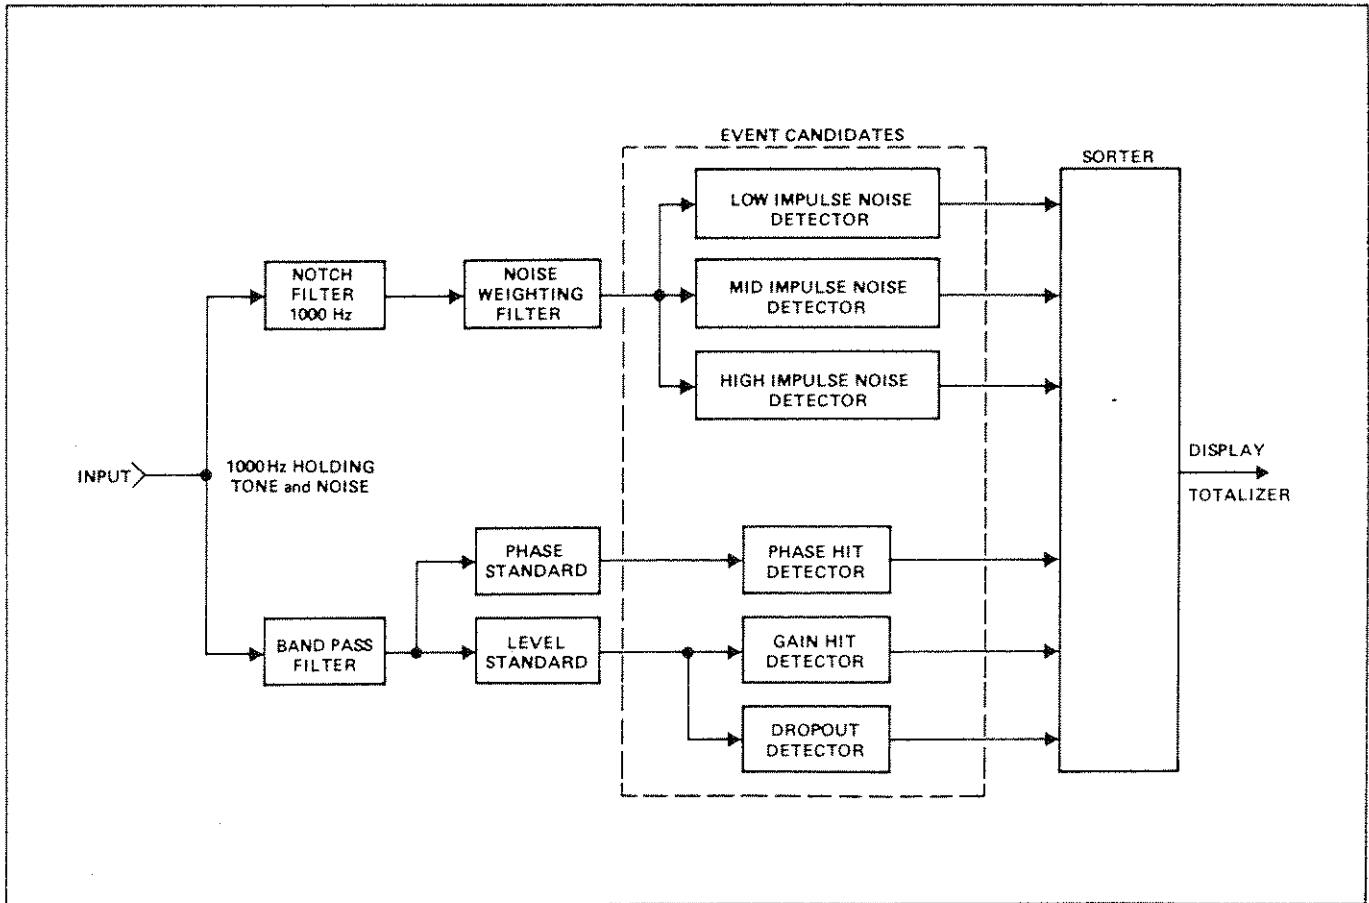 EVENT CANDIDATES
SORTER
LOW IMPULSE NOISE
DETECTOR
NOTCH
FILTER
1000 Hz
NOISE
WEIGHTING
FILTER
MID IMPULSE NOISE
DETECTOR
HIGH IMPULSE NOISE
DETECTOR
INPUT
1000Hz HOLDING
TONE and NOISE
DISPLAY
TOTALIZER
PHASE
STANDARD
PHASE HIT
DETECTOR
BAND PASS
FILTER
LEVEL
STANDARD
GAIN HIT
DETECTOR
DROPOUT
DETECTOR